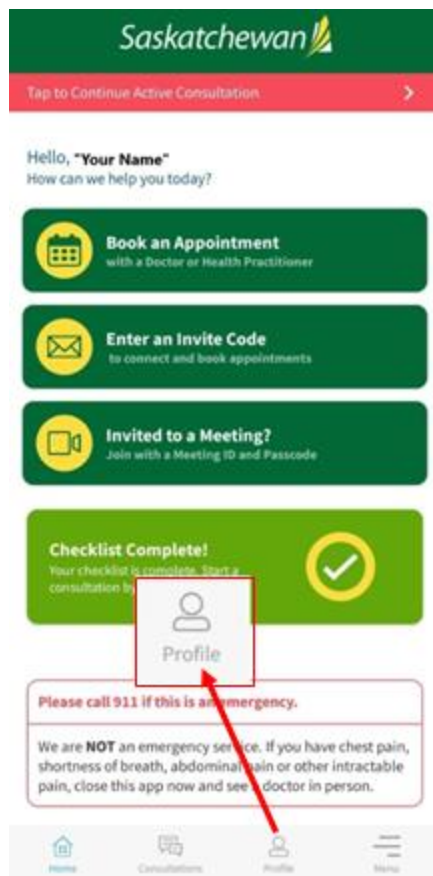 Saskatchewan
Tap to Continue Active Consultation
Hello, "Your Name"
How can we help you today?
Book an Appointment
with a Doctor or Health Practitioner
Enter an Invite Code
to connect and book appointments
Invited to a Meeting?
Join with a Meeting ID and Passcode
Checklist Complete!
Your checklist is complete. Start a
consultation by
Profile
Please call 911 if this is an emergency.
We are NOT an emergency service. If you have chest pain,
shortness of breath, abdominal pain or other intractable
pain, close this app now and see a doctor in person.
Home
Consultations
Profile
Menu